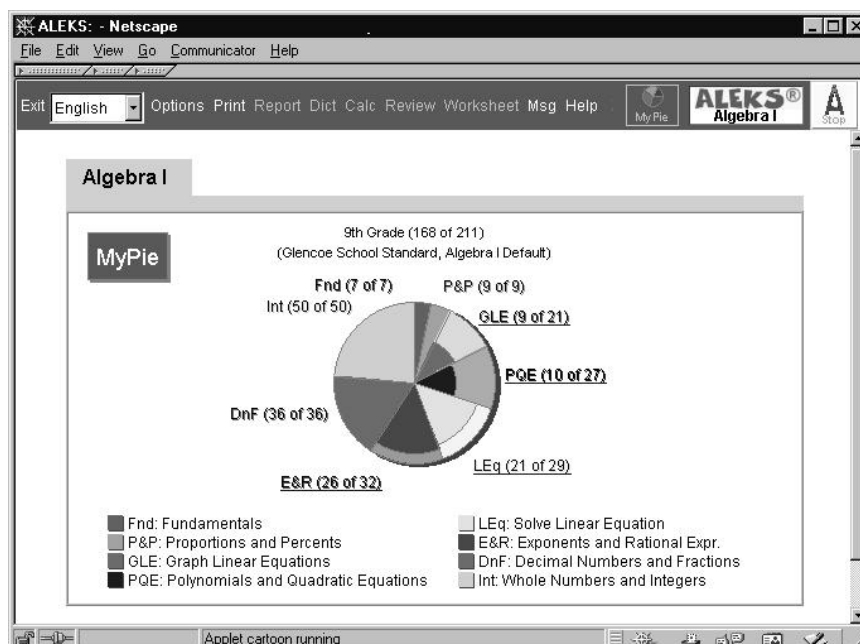 ALEKS: - Netscape
File Edit View Go Communicator Help
Exit English Options Print Report Dict Calc Review Worksheet Msg Help MyPie ALEKS® Algebra I A Stop
Algebra I
MyPie
9th Grade (168 of 211)
(Glencoe School Standard, Algebra I Default)
Fnd (7 of 7)
P&P (9 of 9)
Int (50 of 50)
GLE (9 of 21)
PQE (10 of 27)
DnF (36 of 36)
LEq (21 of 29)
E&R (26 of 32)
Fnd: Fundamentals
P&P: Proportions and Percents
GLE: Graph Linear Equations
PQE: Polynomials and Quadratic Equations
LEq: Solve Linear Equation
E&R: Exponents and Rational Expr.
DnF: Decimal Numbers and Fractions
Int: Whole Numbers and Integers
Applet cartoon running